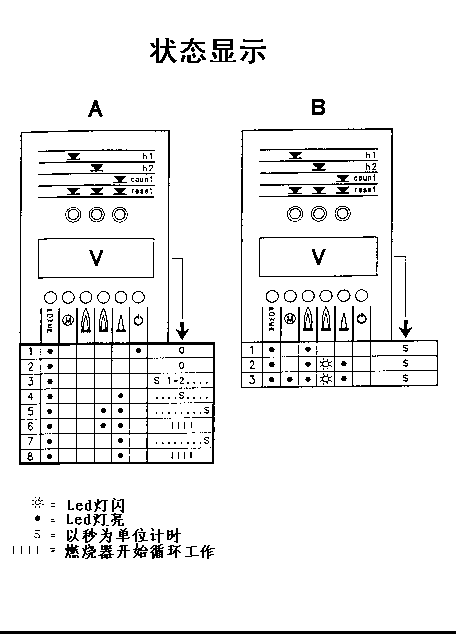 状态显示
A
B
h1
h2
count
reset
h1
h2
count
reset
V
V
1 0
2 0
3 S 1-2....
4 ....S....
5 ........S
6 ||||
7 ........S
8 ||||
1 S
2 S
3 S
= Led灯闪
• = Led灯亮
S = 以秒为单位计时
|||| = 燃烧器开始循环工作